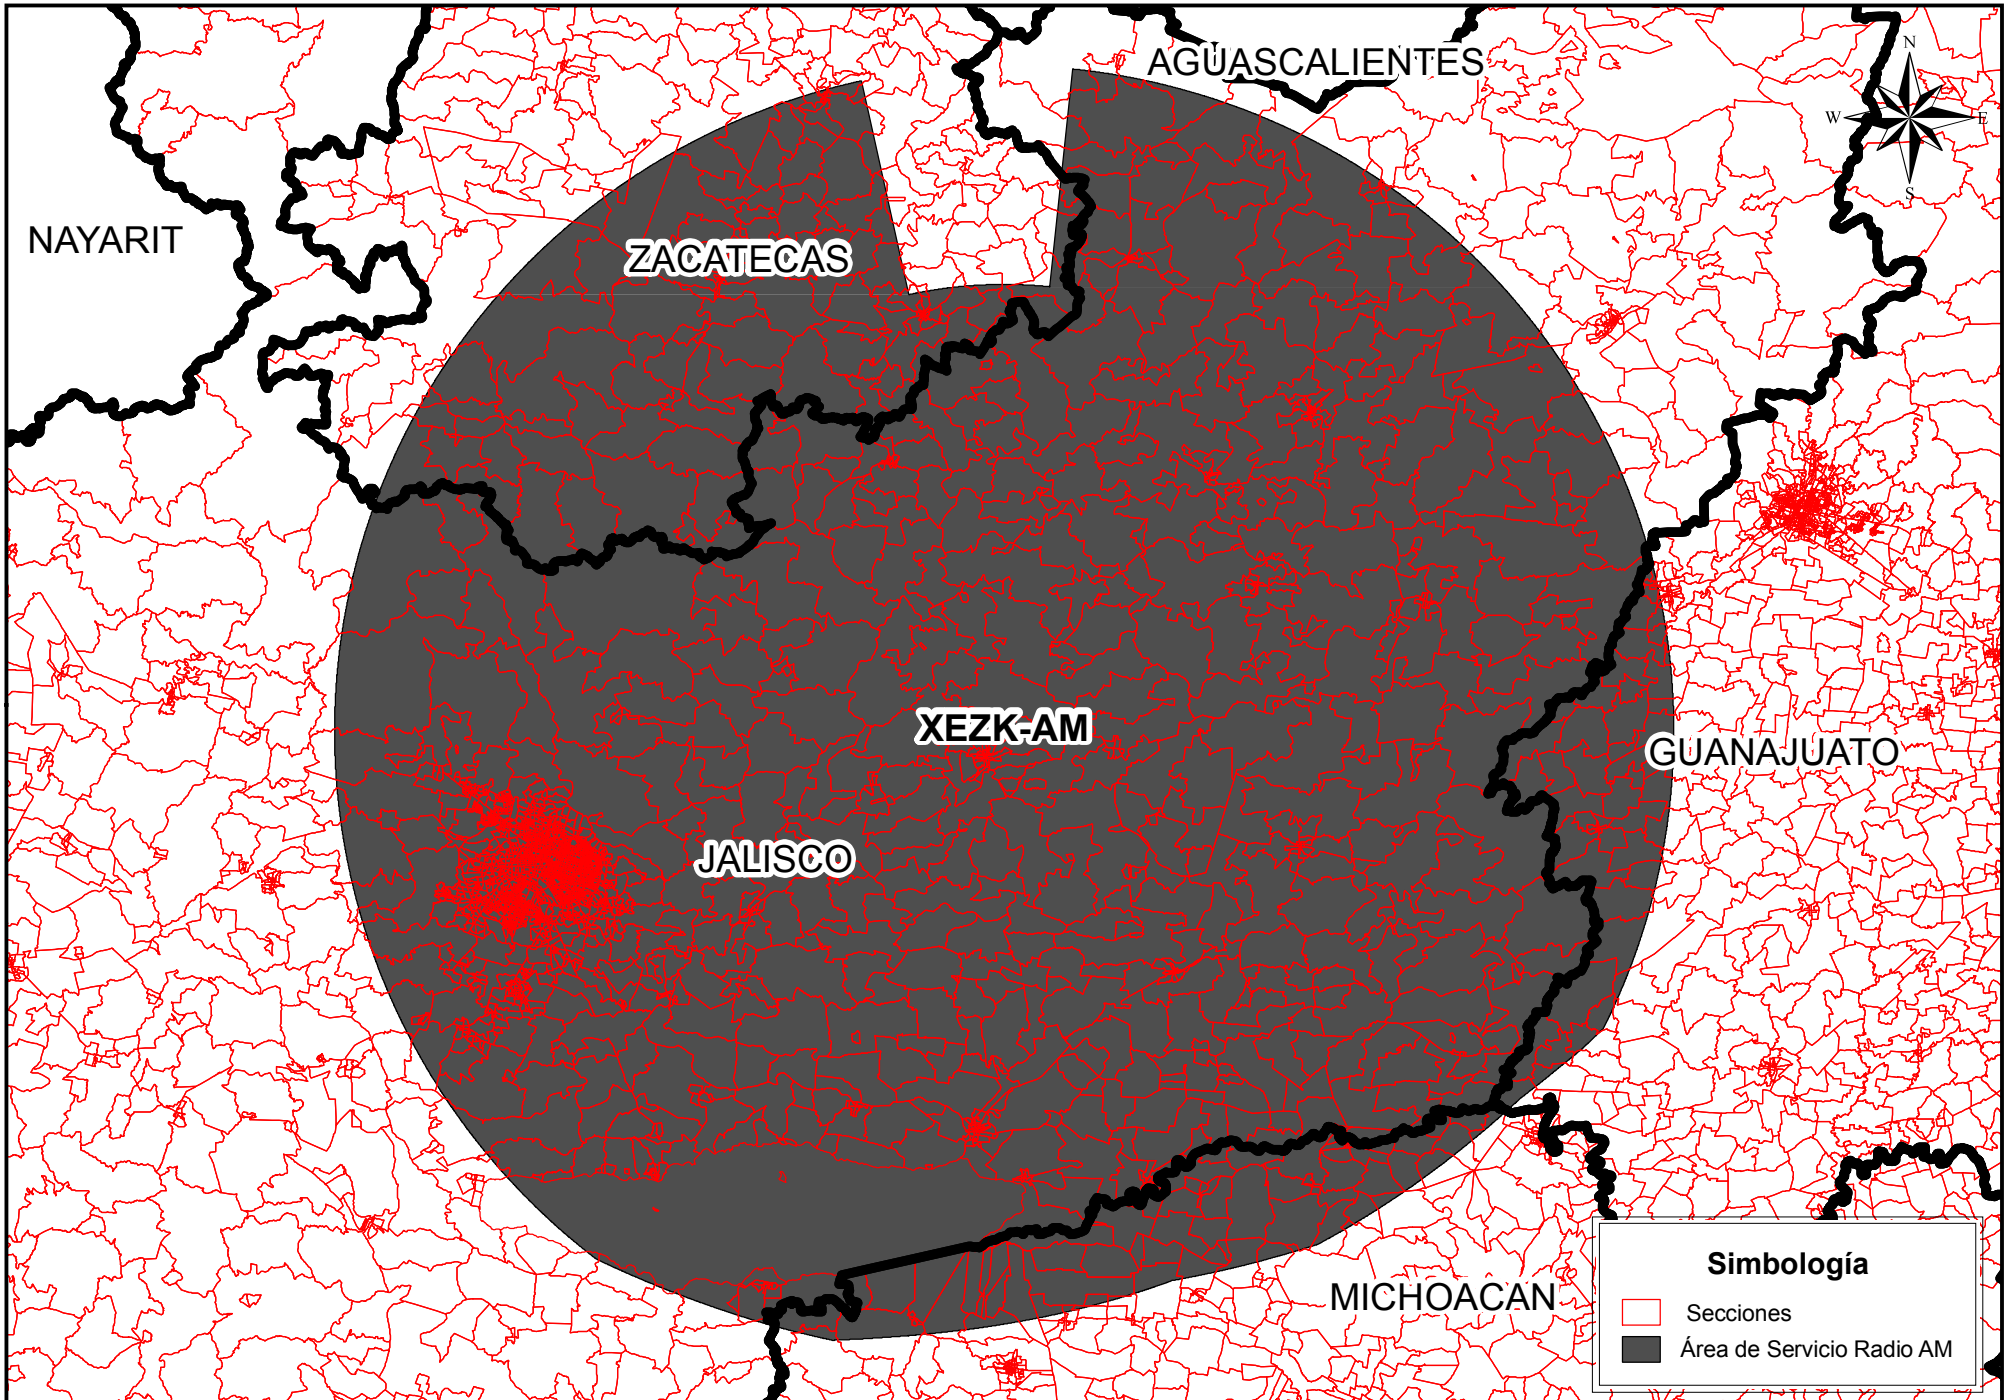 AGUASCALIENTES
N
W
E
S
NAYARIT
ZACATECAS
XEZK-AM
GUANAJUATO
JALISCO
MICHOACAN
Simbología
Secciones
Área de Servicio Radio AM